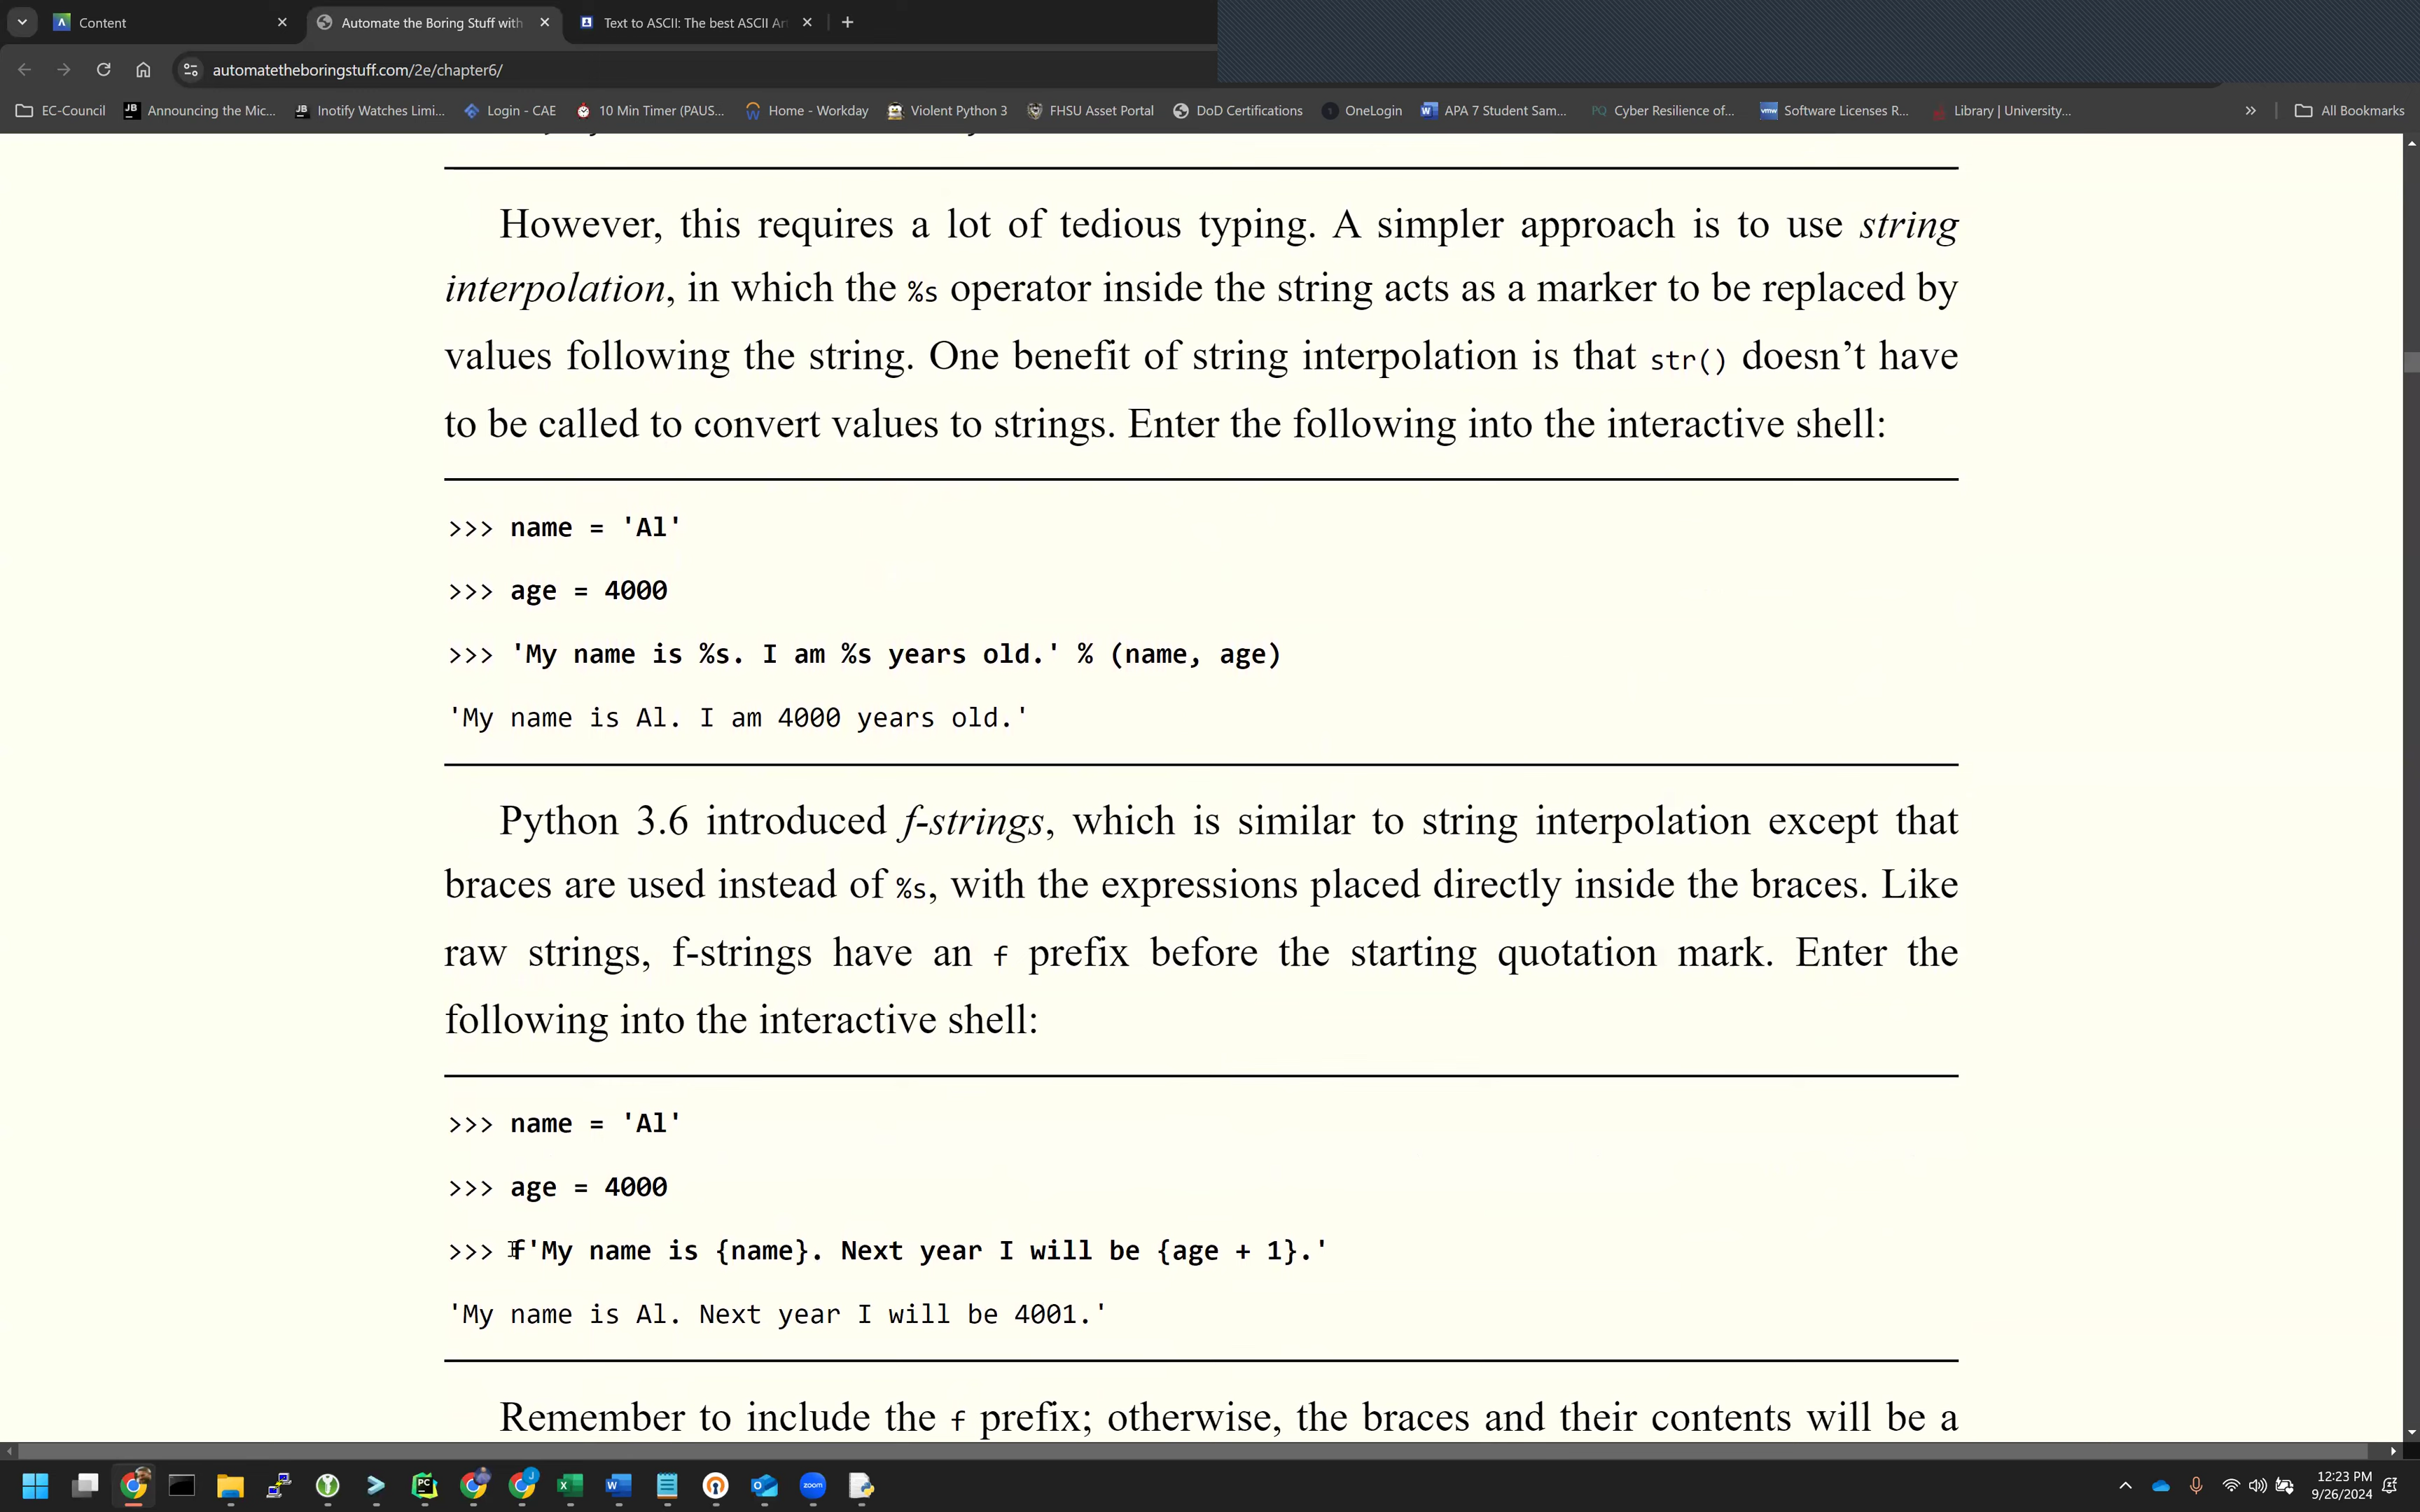 Content
Automate the Boring Stuff with
Text to ASCII: The best ASCII Ar
automatetheboringstuff.com/2e/chapter6/
EC-Council
Announcing the Mic...
Inotify Watches Limi...
Login - CAE
10 Min Timer (PAUS...
Home - Workday
Violent Python 3
FHSU Asset Portal
DoD Certifications
OneLogin
APA 7 Student Sam...
PQ Cyber Resilience of...
vmw Software Licenses R...
Library | University...
All Bookmarks
However, this requires a lot of tedious typing. A simpler approach is to use string
interpolation, in which the %s operator inside the string acts as a marker to be replaced by
values following the string. One benefit of string interpolation is that str() doesn’t have
to be called to convert values to strings. Enter the following into the interactive shell:
>>> name = 'Al'
>>> age = 4000
>>> 'My name is %s. I am %s years old.' % (name, age)
'My name is Al. I am 4000 years old.'
Python 3.6 introduced f-strings, which is similar to string interpolation except that
braces are used instead of %s, with the expressions placed directly inside the braces. Like
raw strings, f-strings have an f prefix before the starting quotation mark. Enter the
following into the interactive shell:
>>> name = 'Al'
>>> age = 4000
>>> f'My name is {name}. Next year I will be {age + 1}.'
'My name is Al. Next year I will be 4001.'
Remember to include the f prefix; otherwise, the braces and their contents will be a
12:23 PM
9/26/2024